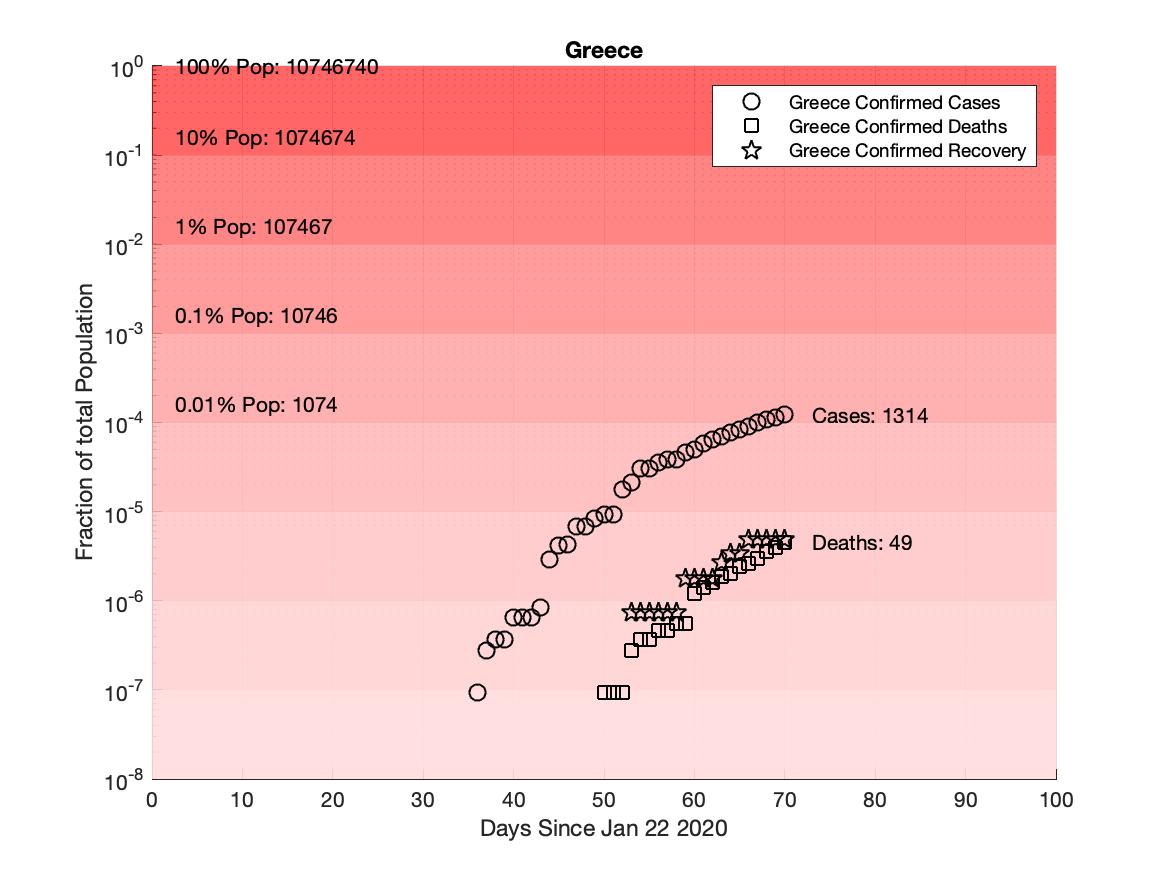 Greece
10^0
100% Pop: 10746740
Greece Confirmed Cases
Greece Confirmed Deaths
Greece Confirmed Recovery
10% Pop: 1074674
10^-1
1% Pop: 107467
10^-2
0.1% Pop: 10746
10^-3
0.01% Pop: 1074
10^-4
Cases: 1314
10^-5
Deaths: 49
10^-6
10^-7
10^-8
Fraction of total Population
0 10 20 30 40 50 60 70 80 90 100
Days Since Jan 22 2020